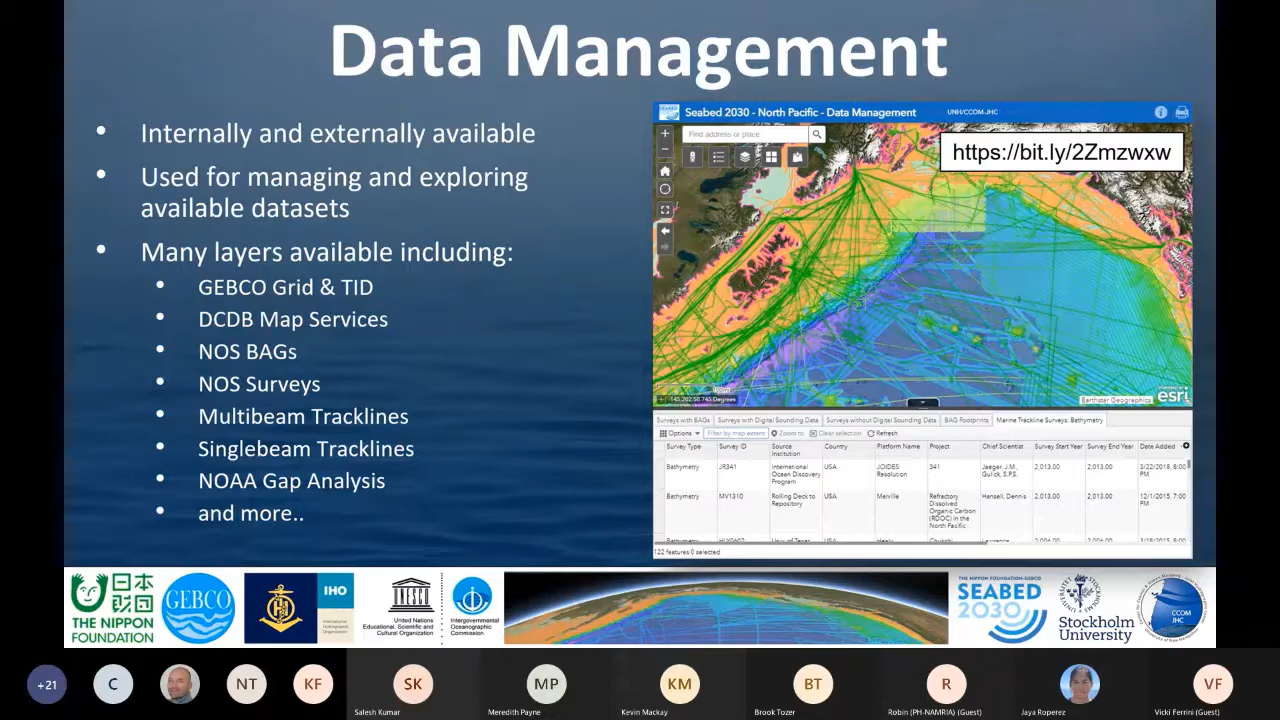 Data Management
Internally and externally available
Used for managing and exploring
available datasets
Many layers available including:
GEBCO Grid & TID
DCDB Map Services
NOS BAGs
NOS Surveys
Multibeam Tracklines
Singlebeam Tracklines
NOAA Gap Analysis
and more..
Seabed 2030 - North Pacific - Data Management UNH/CCOM-JHC
Find address or place
https://bit.ly/2Zmzwxw
Earthstar Geographics
esri
Surveys with BAGs Surveys with Digital Sounding Data Surveys without Digital Sounding Data BAG Footprints Marine Trackline Surveys: Bathymetry
Options Filter by map extent Zoom to Clear selection Refresh
Survey Type Survey ID Source Institution Country Platform Name Project Chief Scientist Survey Start Year Survey End Year Date Added
Bathymetry JR341 International Ocean Discovery Program USA JOIDES Resolution 341 Jaeger, J.M., Gulick, S.P.S. 2,013.00 2,013.00 3/22/2018, 8:00 PM
Bathymetry MV1310 Rolling Deck to Repository USA Melville Refractory Dissolved Organic Carbon (RDOC) in the North Pacific Hansell, Dennis 2,013.00 2,013.00 12/1/2015, 7:00 PM
122 features 0 selected
日本
財団
THE NIPPON
FOUNDATION
GEBCO
IHO
International
Hydrographic
Organization
UNESCO
United Nations
Educational, Scientific and
Cultural Organization
Intergovernmental
Oceanographic
Commission
THE NIPPON FOUNDATION-GEBCO
SEABED
2030
Stockholm
University
CCOM
JHC
+21
C
NT
KF
SK
MP
KM
BT
R
VF
Salesh Kumar
Meredith Payne
Kevin Mackay
Brook Tozer
Robin (PH-NAMRIA) (Guest)
Jaya Roperez
Vicki Ferrini (Guest)